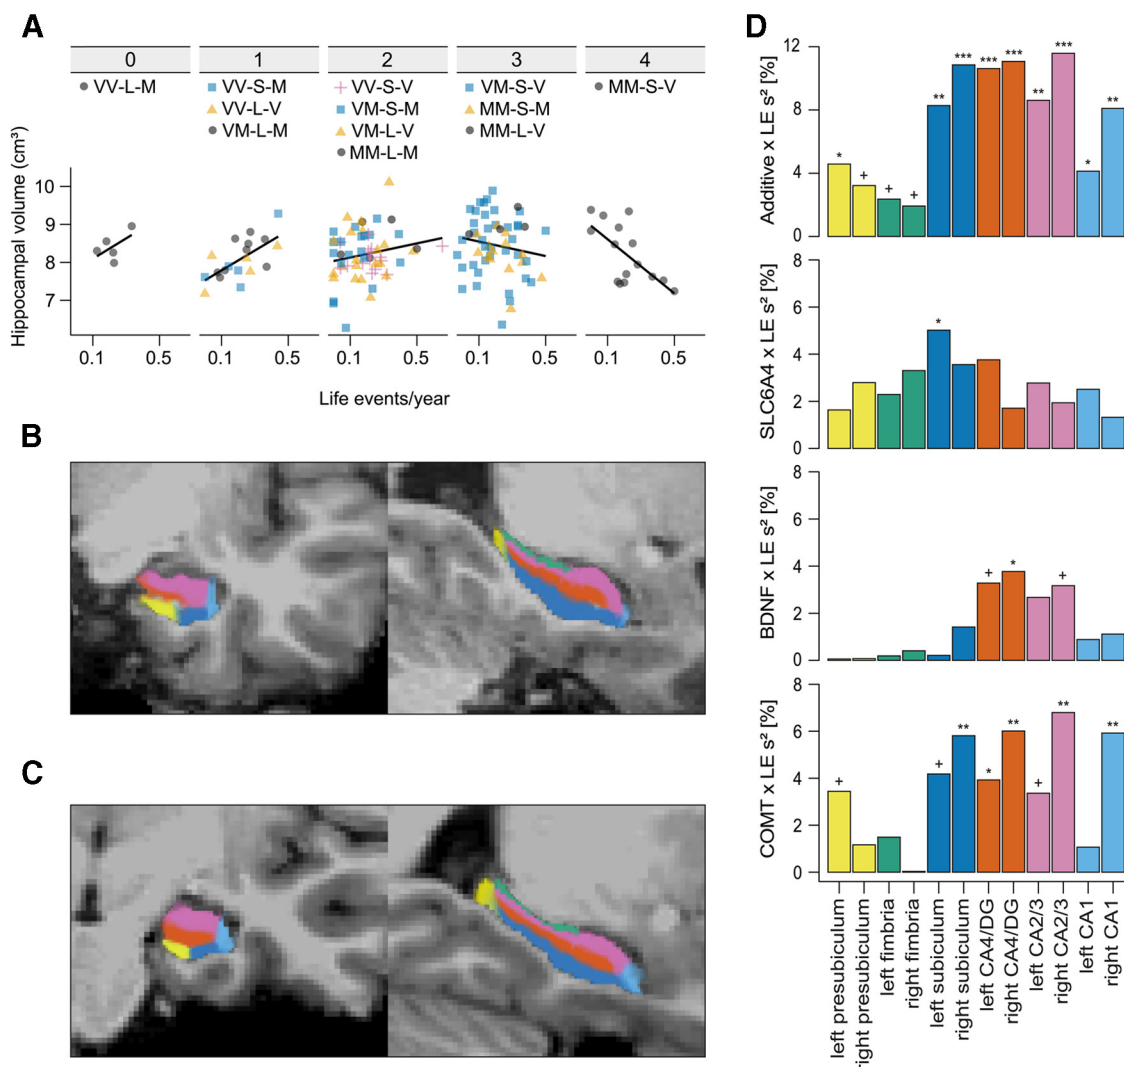 A
0 1 2 3 4
VV-L-M
VV-S-M
VV-L-V
VM-L-M
VV-S-V
VM-S-M
VM-L-V
MM-L-M
VM-S-V
MM-S-M
MM-L-V
MM-S-V
Hippocampal volume (cm³)
10
9
8
7
0.1 0.5 0.1 0.5 0.1 0.5 0.1 0.5 0.1 0.5
Life events/year
B
C
D
Additive x LE s² [%]
12
8
4
0
* + + + ** *** *** *** ** *** * **
SLC6A4 x LE s² [%]
8
6
4
2
0
*
BDNF x LE s² [%]
8
6
4
2
0
+ * +
COMT x LE s² [%]
8
6
4
2
0
+ + ** * ** + ** **
left presubiculum
right presubiculum
left fimbria
right fimbria
left subiculum
right subiculum
left CA4/DG
right CA4/DG
left CA2/3
right CA2/3
left CA1
right CA1